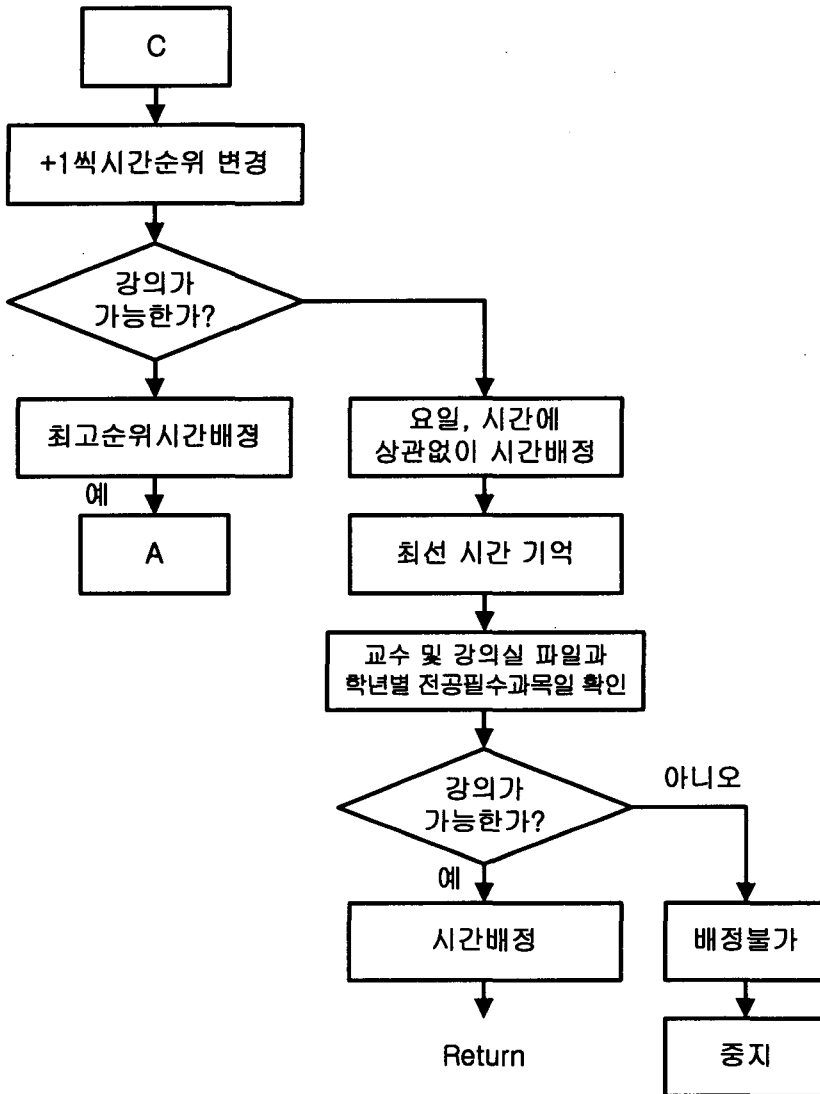 C
+1씩시간순위 변경
강의가
가능한가?
최고순위시간배정
예
A
요일, 시간에
상관없이 시간배정
최선 시간 기억
교수 및 강의실 파일과
학년별 전공필수과목일 확인
강의가
가능한가?
아니오
예
시간배정
배정불가
Return
중지